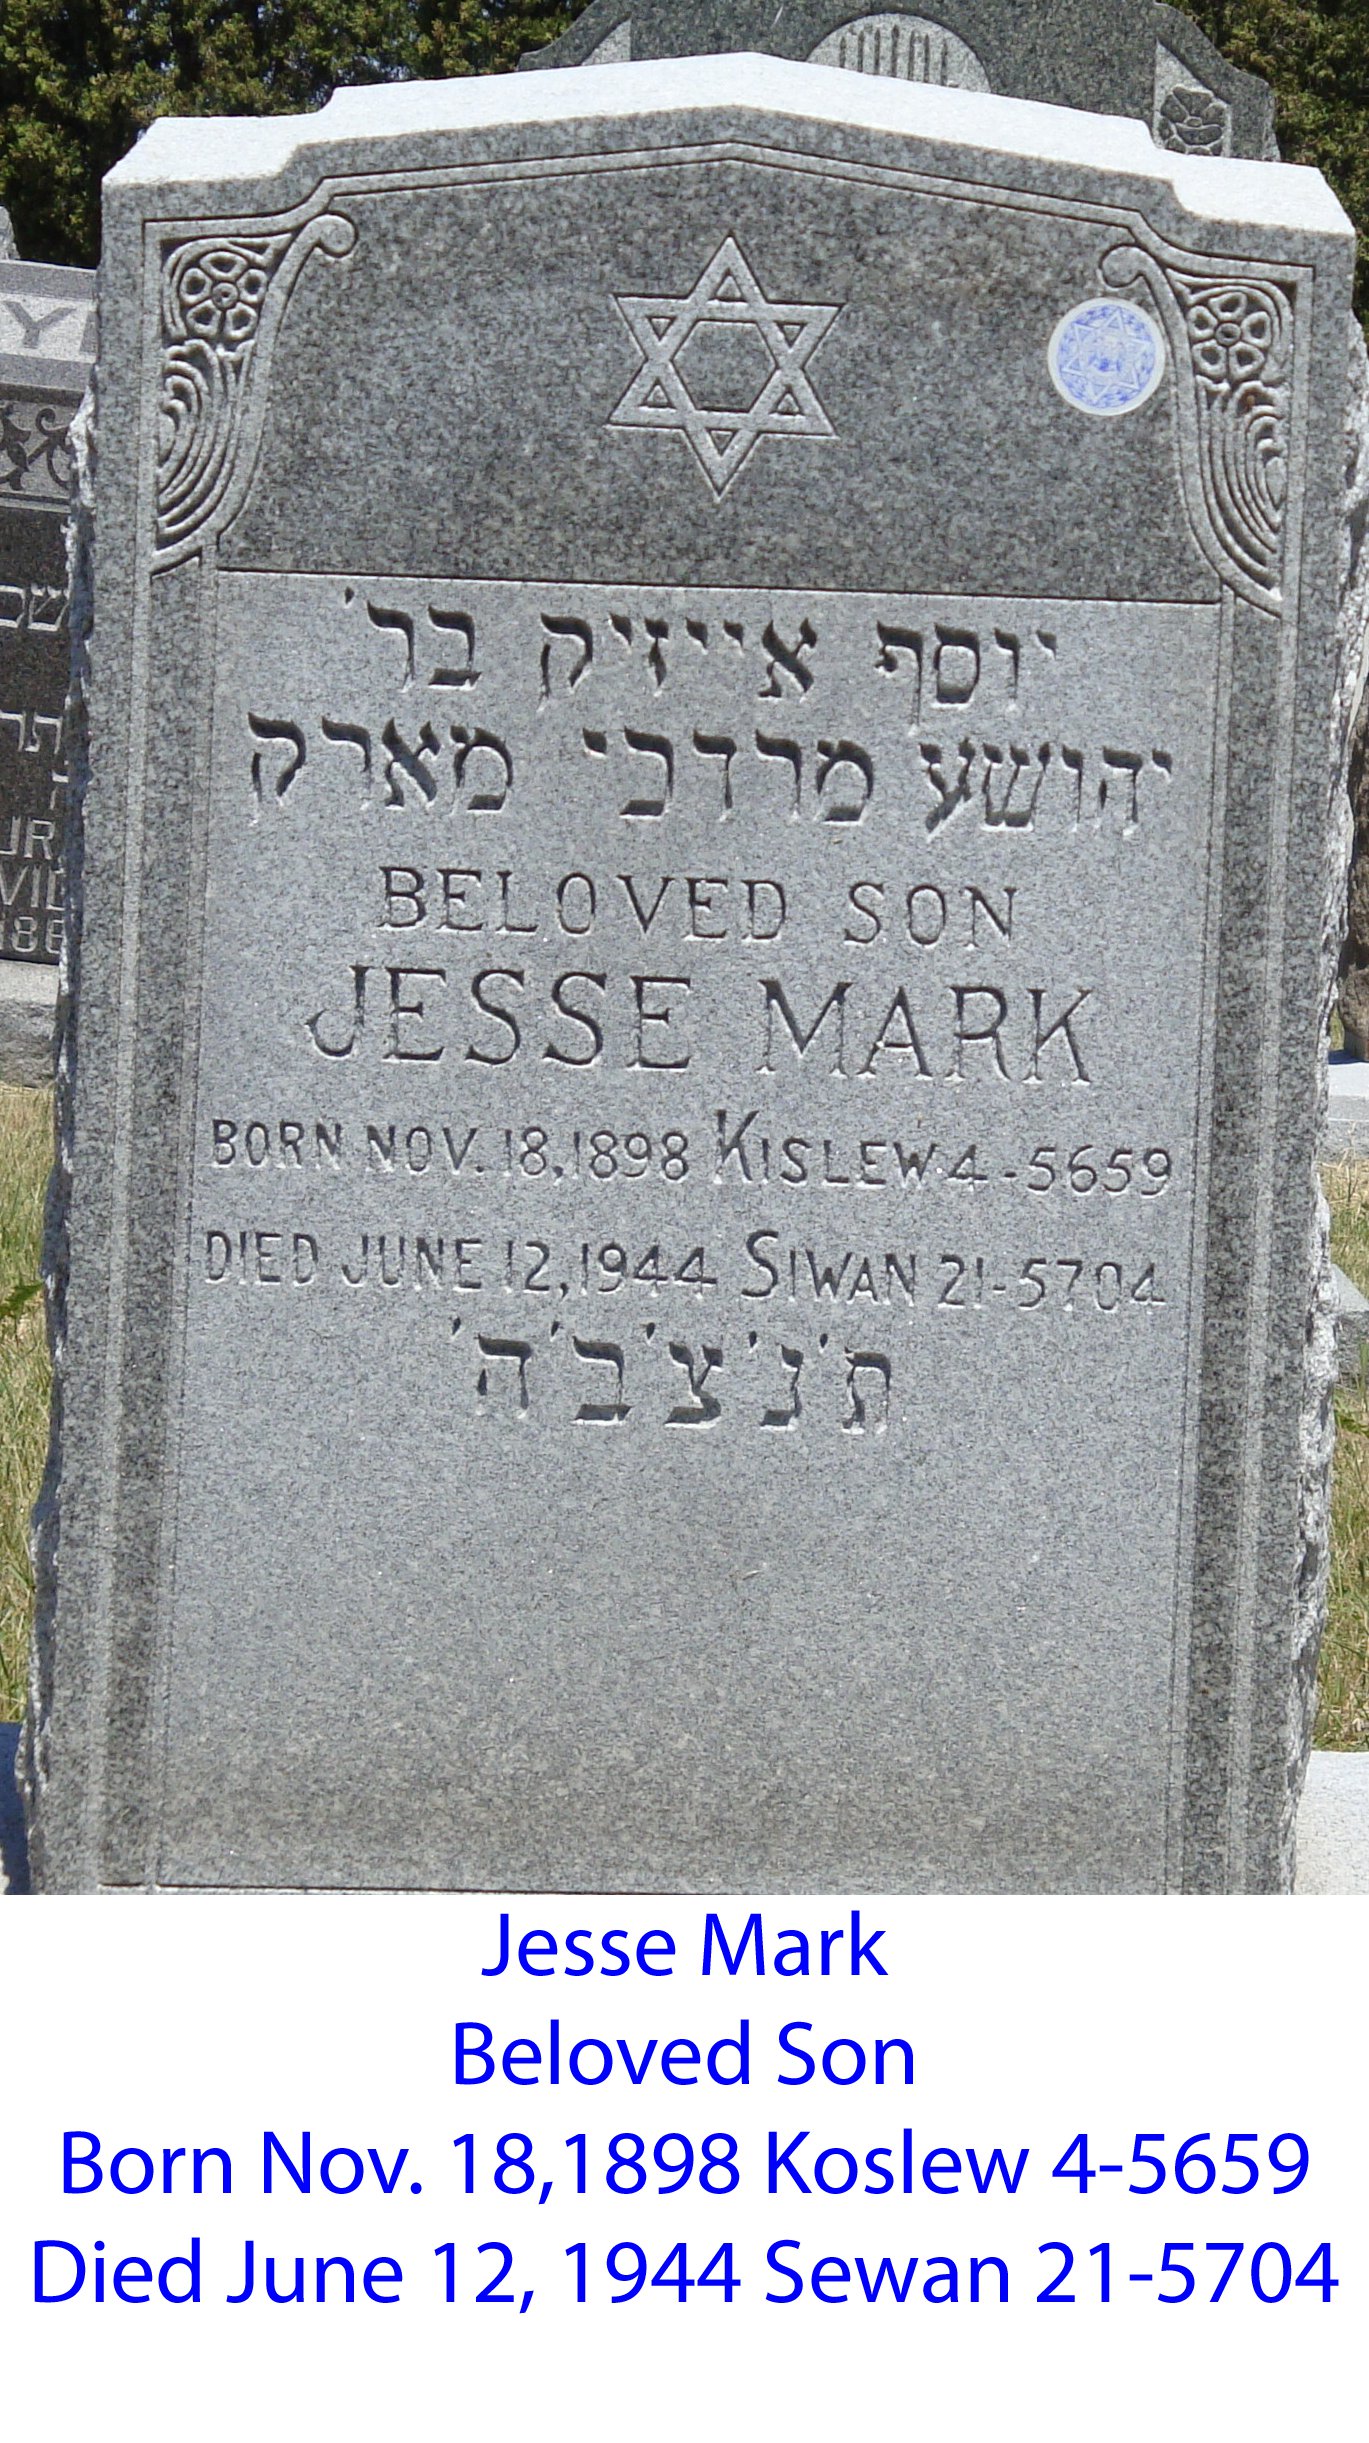 יוסף אייזיק בר'
יהושע מרדכי מארק
BELOVED SON
JESSE MARK
BORN NOV. 18, 1898 KISLEW 4-5659
DIED JUNE 12, 1944 SIWAN 21-5704
ת'נ'צ'ב'ה'
Jesse Mark
Beloved Son
Born Nov. 18,1898 Koslew 4-5659
Died June 12, 1944 Sewan 21-5704